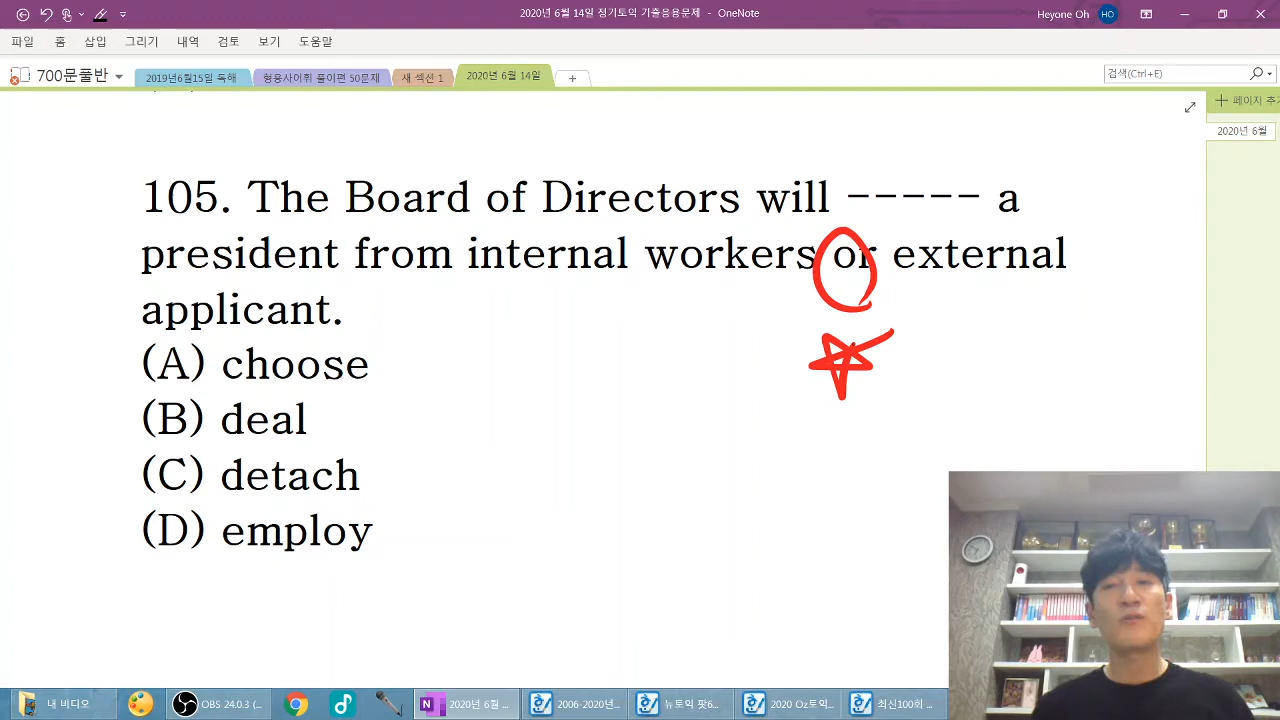 2020년 6월 14일 정기토익 기출응용문제 - OneNote
Heyone Oh HO
파일 홈 삽입 그리기 내역 검토 보기 도움말
700문풀반
2019년6월15일 독해
형용사어휘 풀이편 50문제
새 섹션 1
2020년 6월 14일
검색(Ctrl+E)
페이지 추가
2020년 6월
105. The Board of Directors will ----- a
president from internal workers or external
applicant.
(A) choose
(B) deal
(C) detach
(D) employ
내 비디오
OBS 24.0.3 (...
2020년 6월 ...
2006-2020년...
뉴토익 팟6...
2020 Oz토익...
최신100회 ...